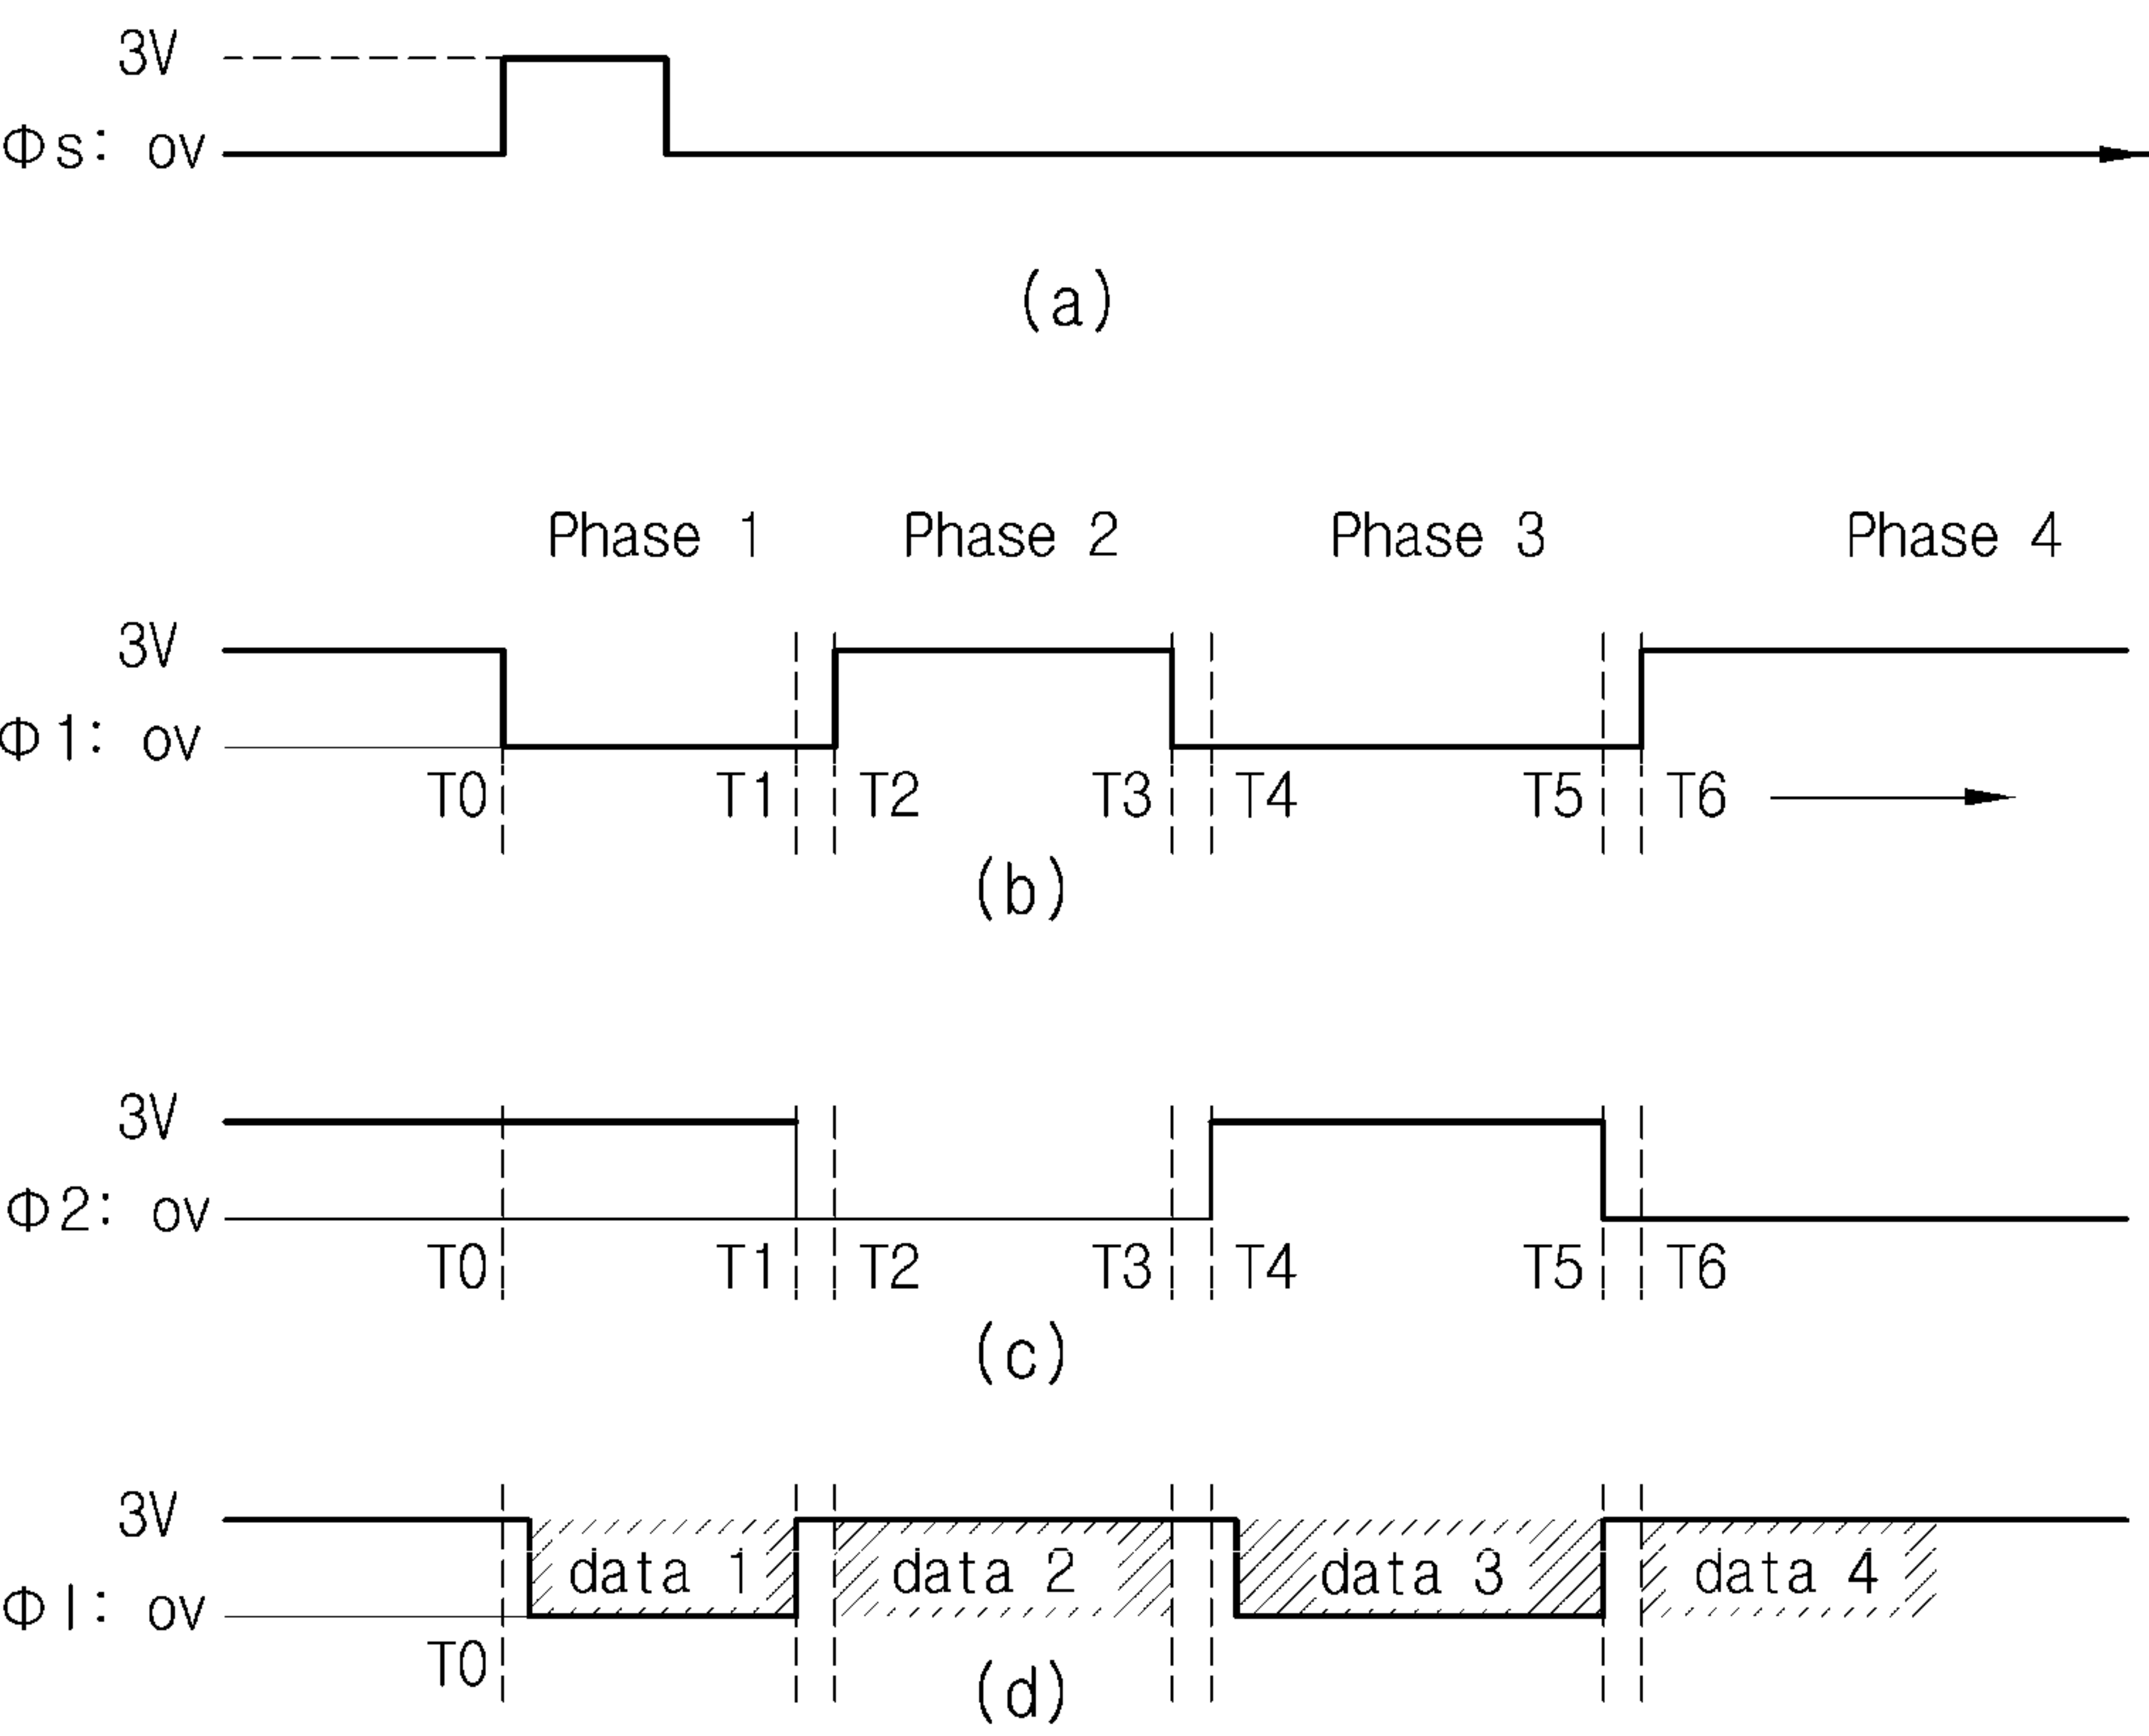 3V
Φs: ov
(a)
Phase 1 Phase 2 Phase 3 Phase 4
3V
Φ1: ov
T0 T1 T2 T3 T4 T5 T6
(b)
3V
Φ2: ov
T0 T1 T2 T3 T4 T5 T6
(c)
3V
data 1 data 2 data 3 data 4
ΦI: ov
T0
(d)